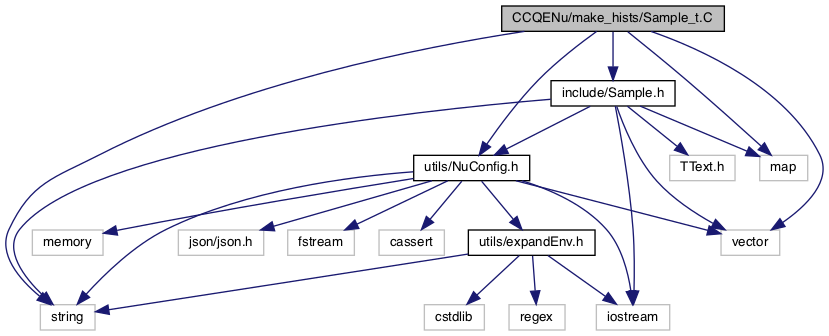 CCQENu/make_hists/Sample_t.C
include/Sample.h
utils/NuConfig.h
TText.h
map
memory
json/json.h
fstream
cassert
utils/expandEnv.h
vector
string
cstdlib
regex
iostream